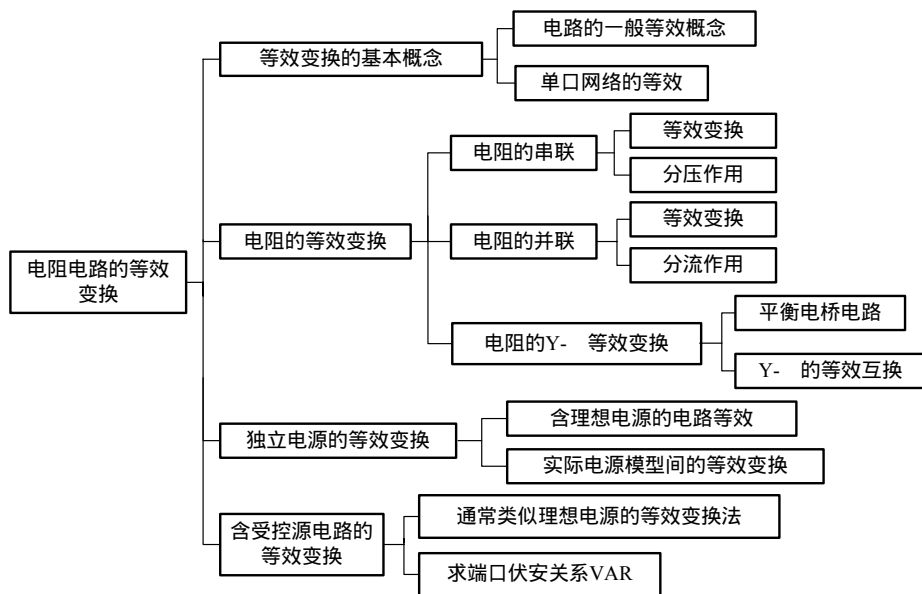 电阻电路的等效
变换
等效变换的基本概念
电路的一般等效概念
单口网络的等效
电阻的等效变换
电阻的串联
等效变换
分压作用
电阻的并联
等效变换
分流作用
电阻的Y- 等效变换
平衡电桥电路
Y- 的等效互换
独立电源的等效变换
含理想电源的电路等效
实际电源模型间的等效变换
含受控源电路的
等效变换
通常类似理想电源的等效变换法
求端口伏安关系VAR